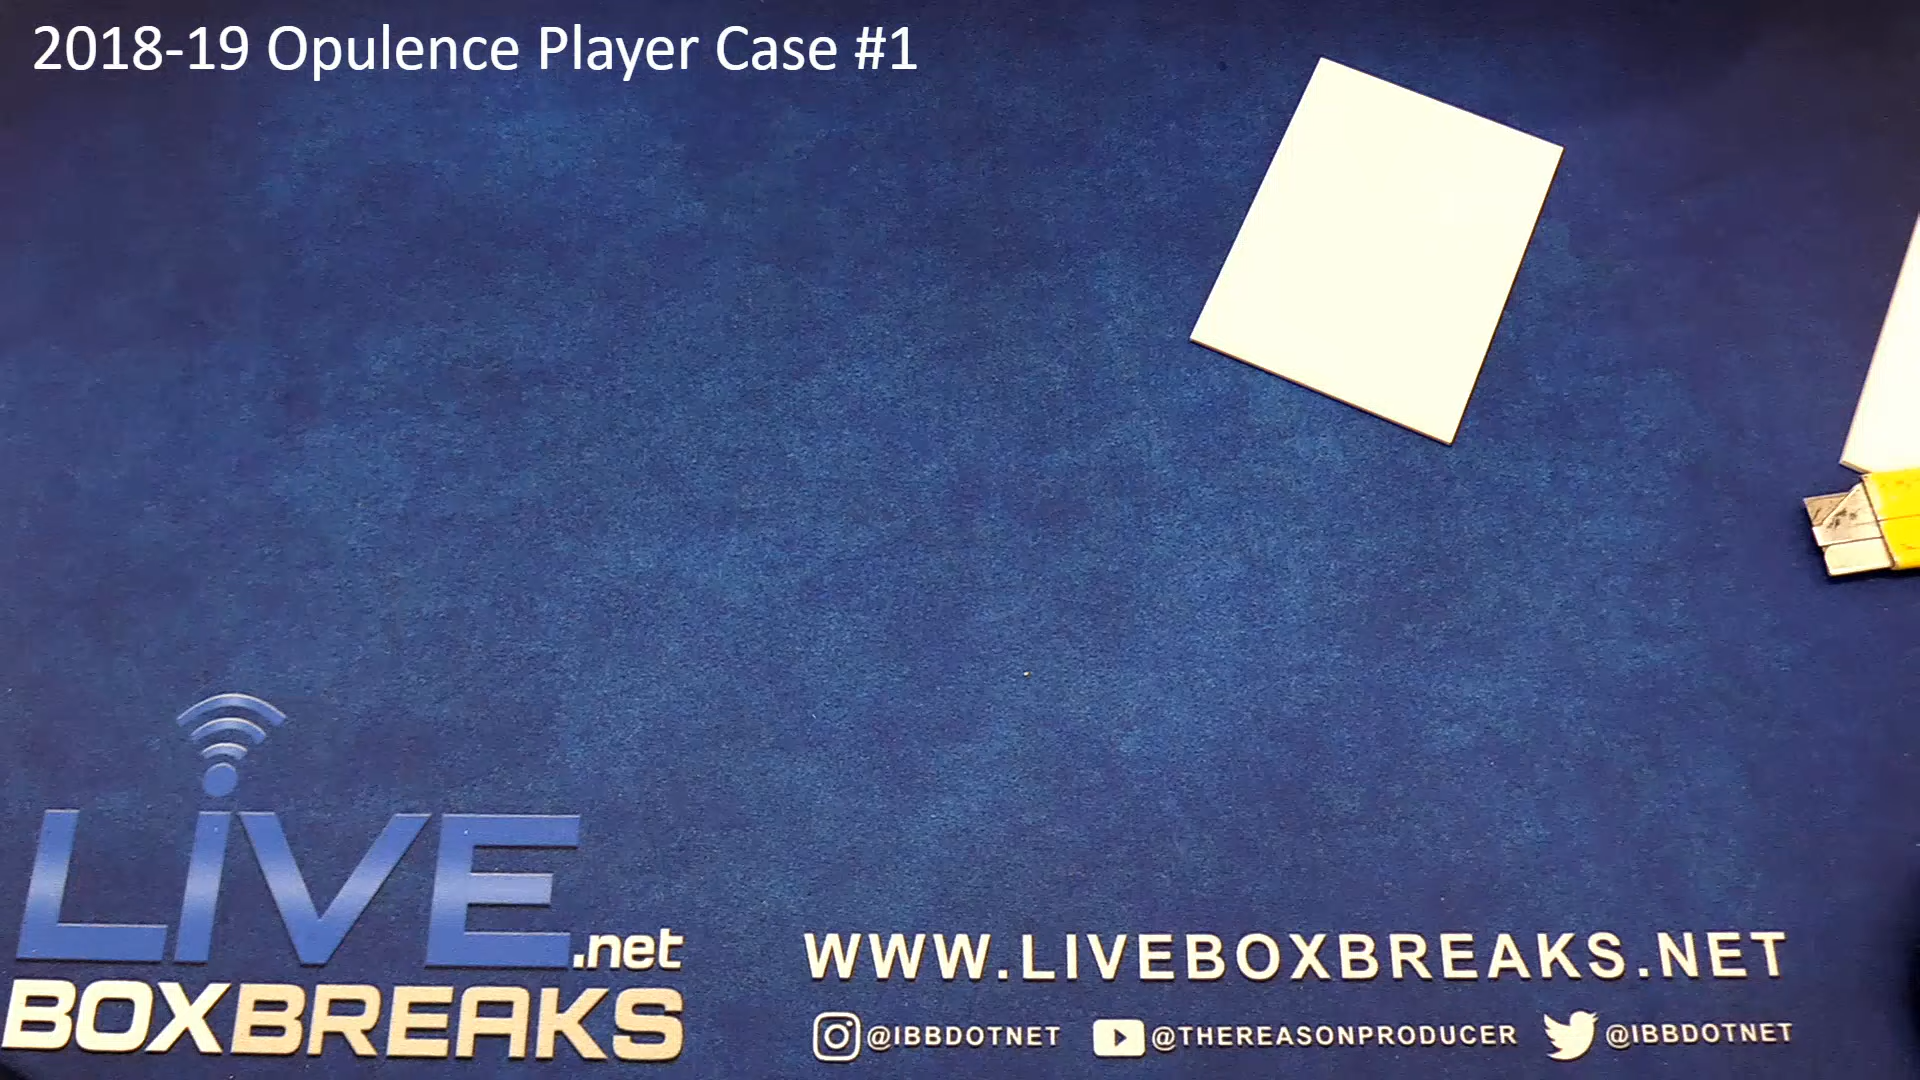 2018-19 Opulence Player Case #1
LIVE.net
BOXBREAKS
WWW.LIVEBOXBREAKS.NET
@IBBDOTNET @THEREASONPRODUCER @IBBDOTNET